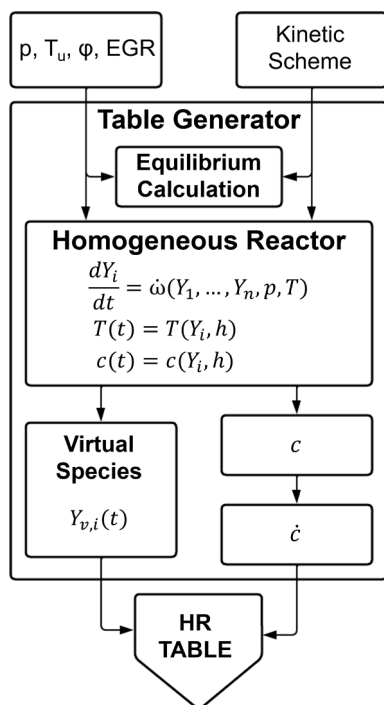 p, Tᵤ, φ, EGR
Kinetic
Scheme
Table Generator
Equilibrium
Calculation
Homogeneous Reactor
dYᵢ/dt = ω̇(Y₁, …, Yₙ, p, T)
T(t) = T(Yᵢ, h)
c(t) = c(Yᵢ, h)
Virtual
Species
Yᵥ,ᵢ(t)
c
ċ
HR
TABLE